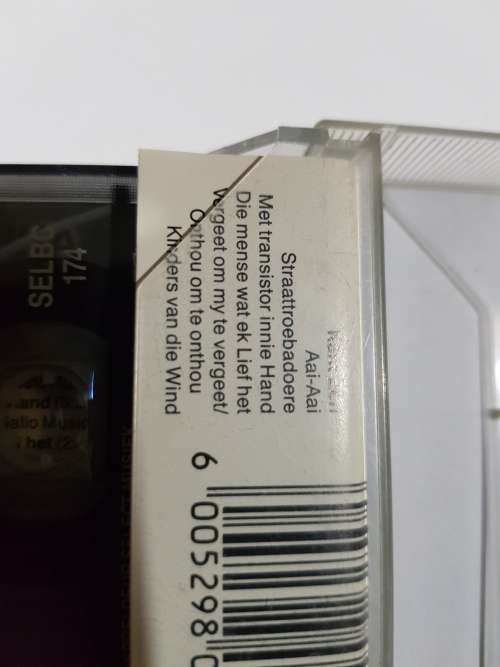 Aai-Aai
Straattroebadoere
Met transistor innie Hand
Die mense wat ek Lief het
Vergeet om my te vergeet/
Onthou om te onthou
Kinders van die Wind
6 005298
SELBC
174